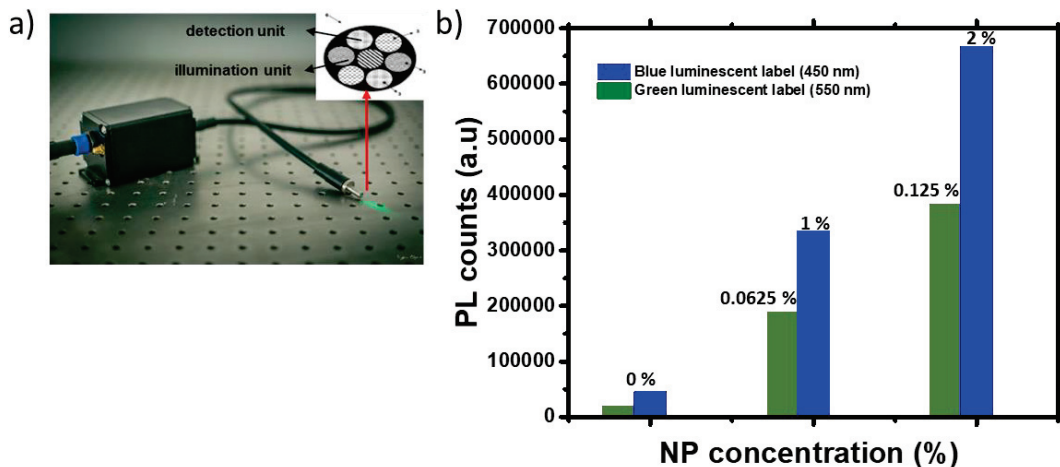 a)
detection unit
illumination unit
b)
700000
600000
500000
400000
300000
200000
100000
0
PL counts (a.u)
Blue luminescent label (450 nm)
Green luminescent label (550 nm)
0 %
0.0625 %
1 %
0.125 %
2 %
NP concentration (%)